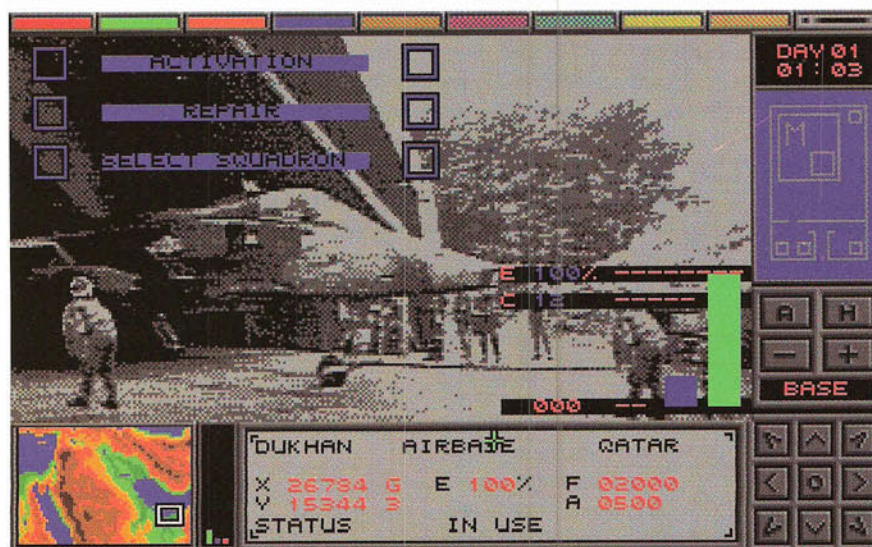 DAY 01
01:03
ACTIVATION
REPAIR
SELECT SQUADRON
M
E 100% --------
C 12 -----
A H
- +
BASE
000 --
DUKHAN AIRBASE QATAR
X 26784 G E 100% F 02000
Y 15344 3 A 0500
STATUS IN USE